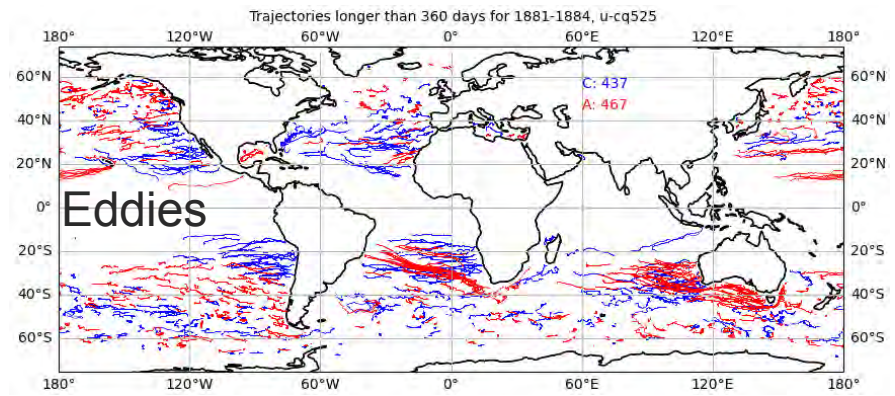 Trajectories longer than 360 days for 1881-1884, u-cq525
180° 120°W 60°W 0° 60°E 120°E 180°
60°N 60°N
C: 437
40°N A: 467 40°N
20°N 20°N
Eddies
0° 0°
20°S 20°S
40°S 40°S
60°S 60°S
180° 120°W 60°W 0° 60°E 120°E 180°